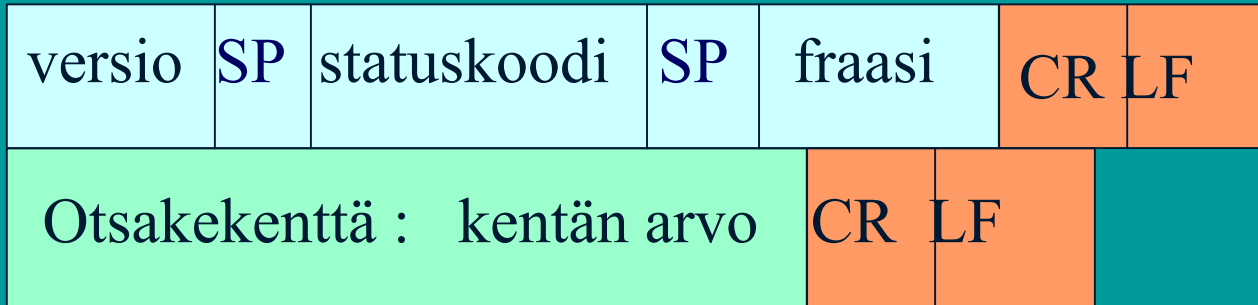 versio SP statuskoodi SP fraasi CR LF
Otsakekenttä : kentän arvo CR LF